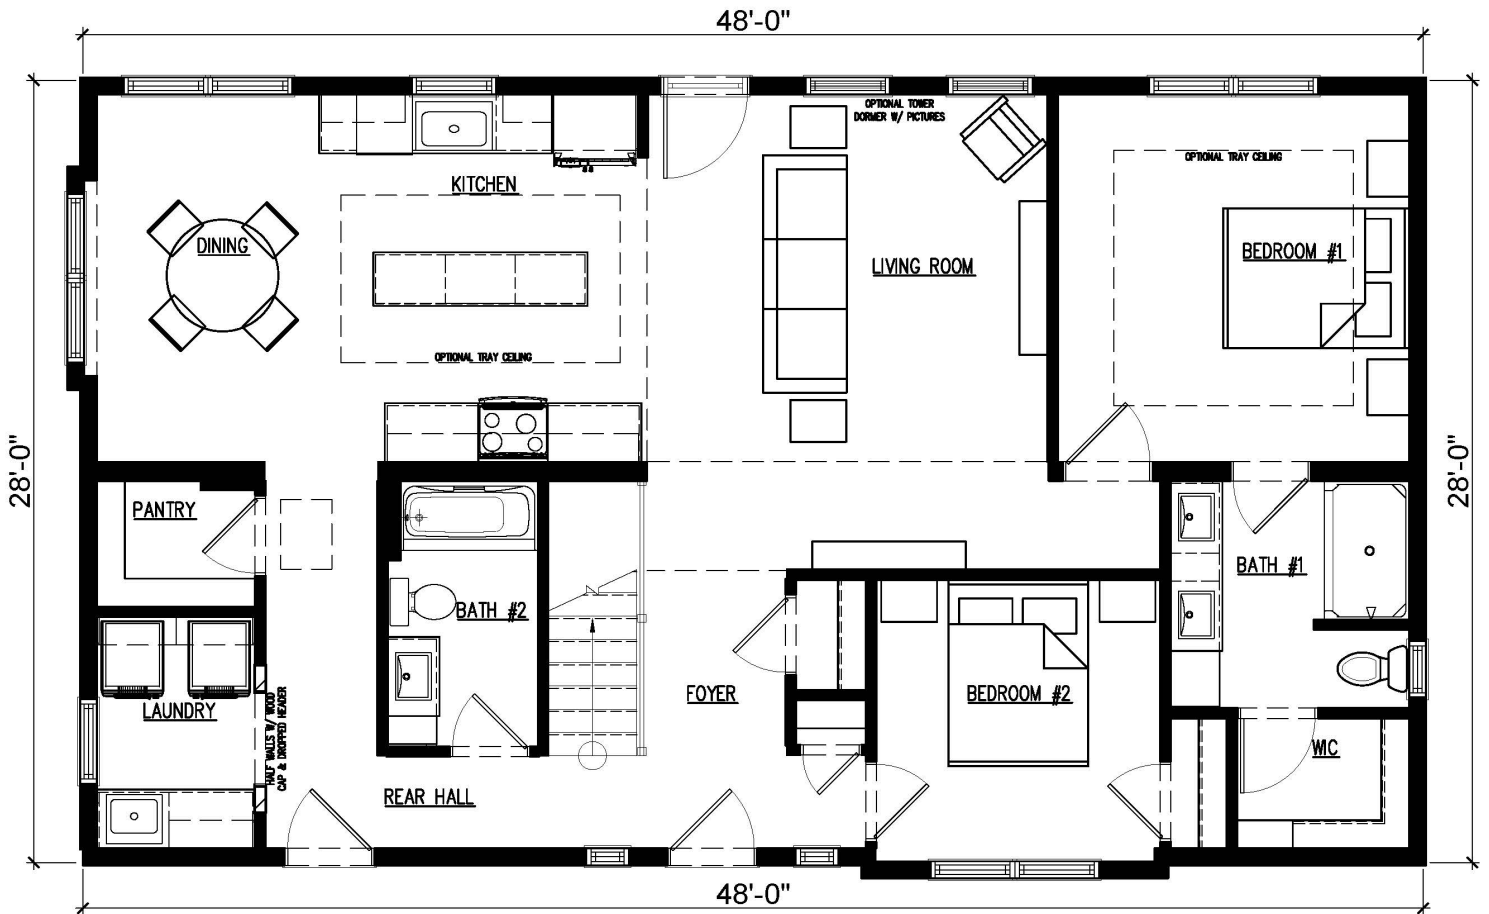 48'-0"
OPTIONAL TOWER
DORMER W/ PICTURES
OPTIONAL TRAY CEILING
KITCHEN
DINING
BEDROOM #1
LIVING ROOM
OPTIONAL TRAY CEILING
28'-0"
28'-0"
PANTRY
BATH #1
BATH #2
LAUNDRY
HALF WALLS W/ WOOD
CAP & DROPPED HEADER
FOYER
BEDROOM #2
WIC
REAR HALL
48'-0"